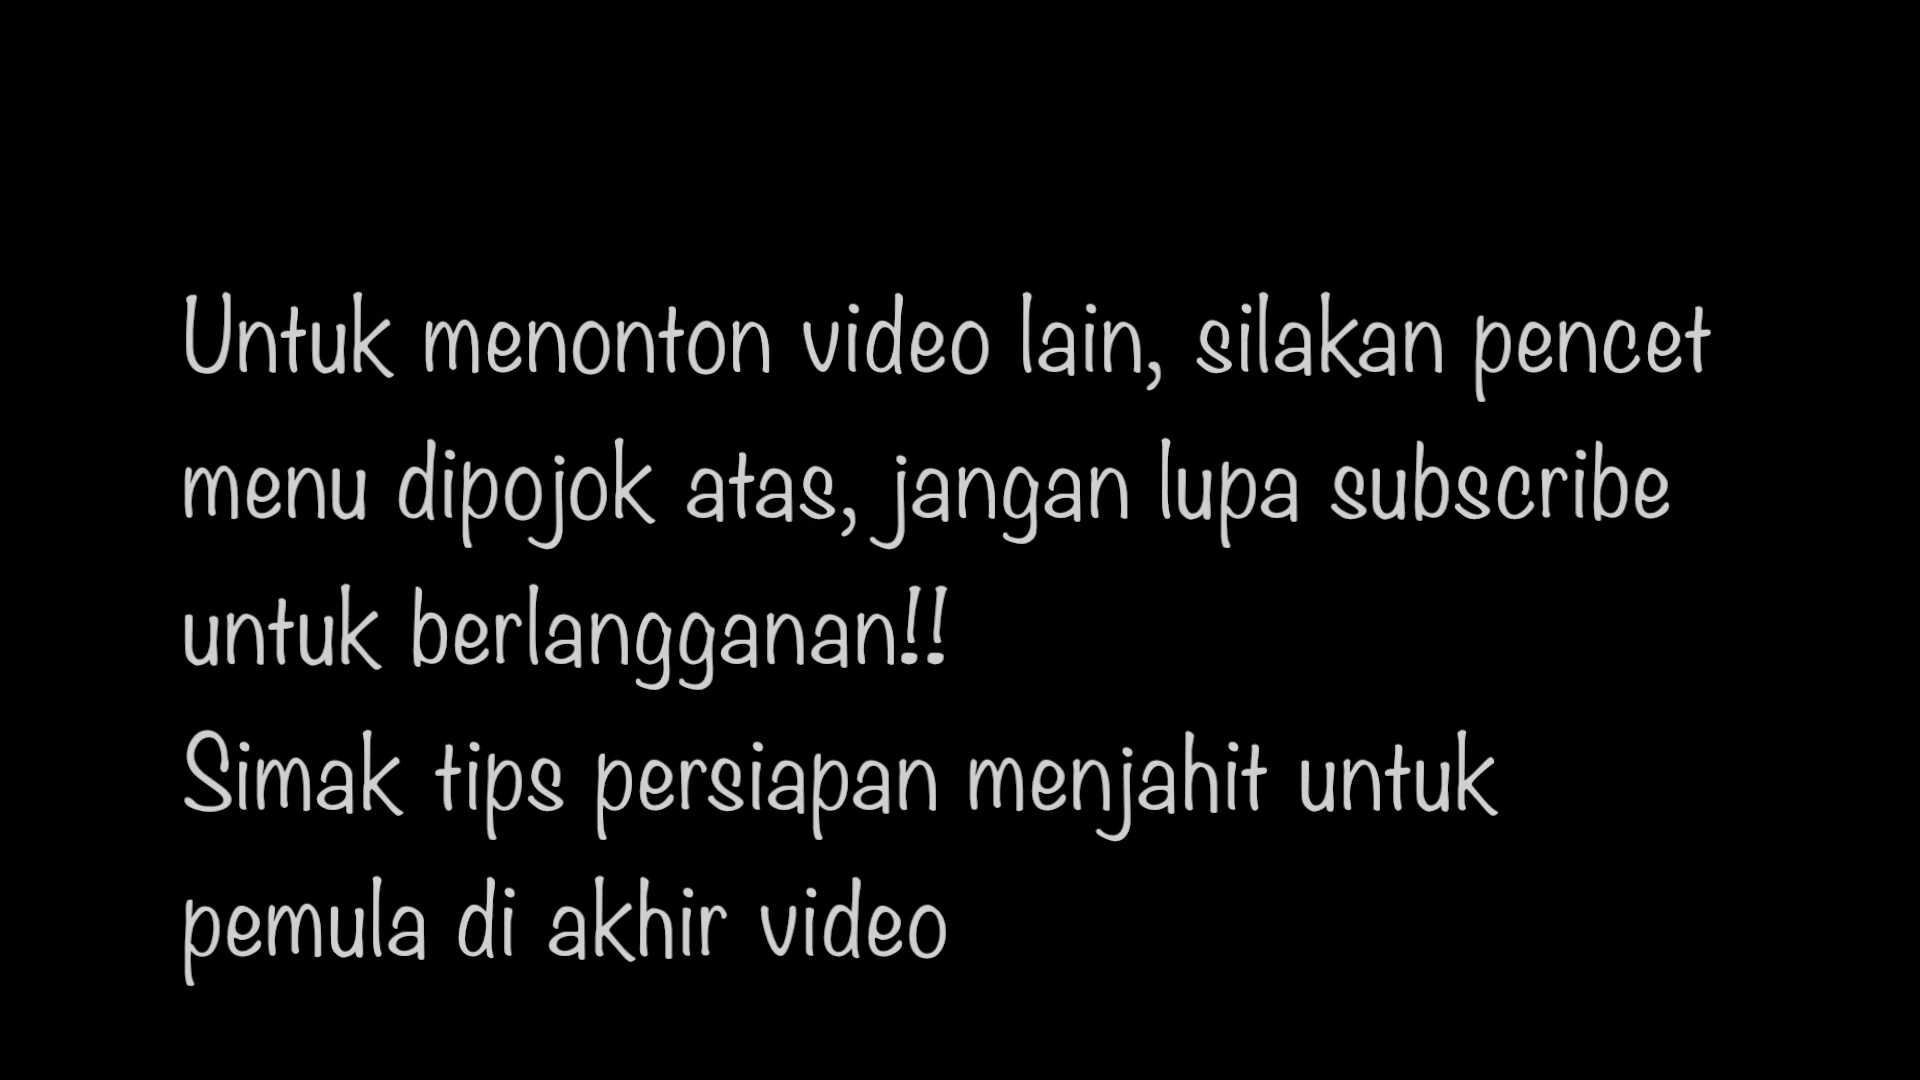 Untuk menonton video lain, silakan pencet
menu dipojok atas, jangan lupa subscribe
untuk berlangganan!!
Simak tips persiapan menjahit untuk
pemula di akhir video